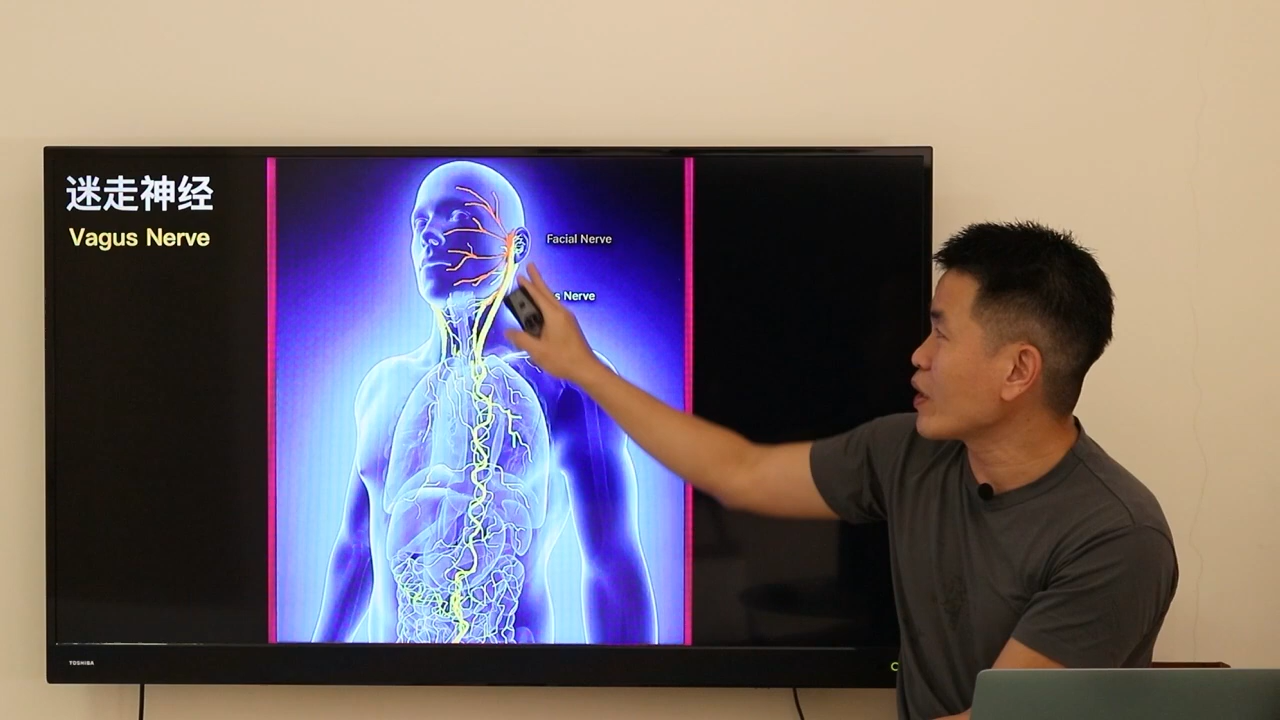 迷走神经
Vagus Nerve
Facial Nerve
s Nerve
TOSHIBA